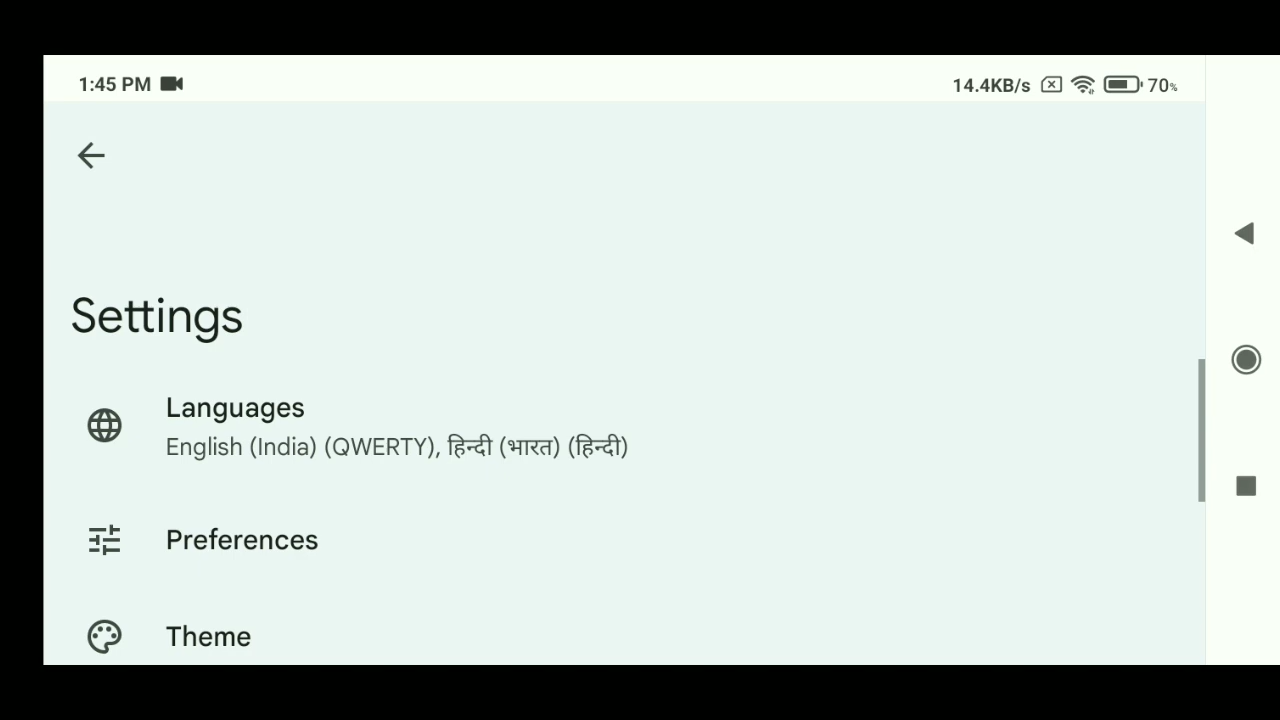 1:45 PM 14.4KB/s 70%
Settings
Languages
English (India) (QWERTY), हिन्दी (भारत) (हिन्दी)
Preferences
Theme